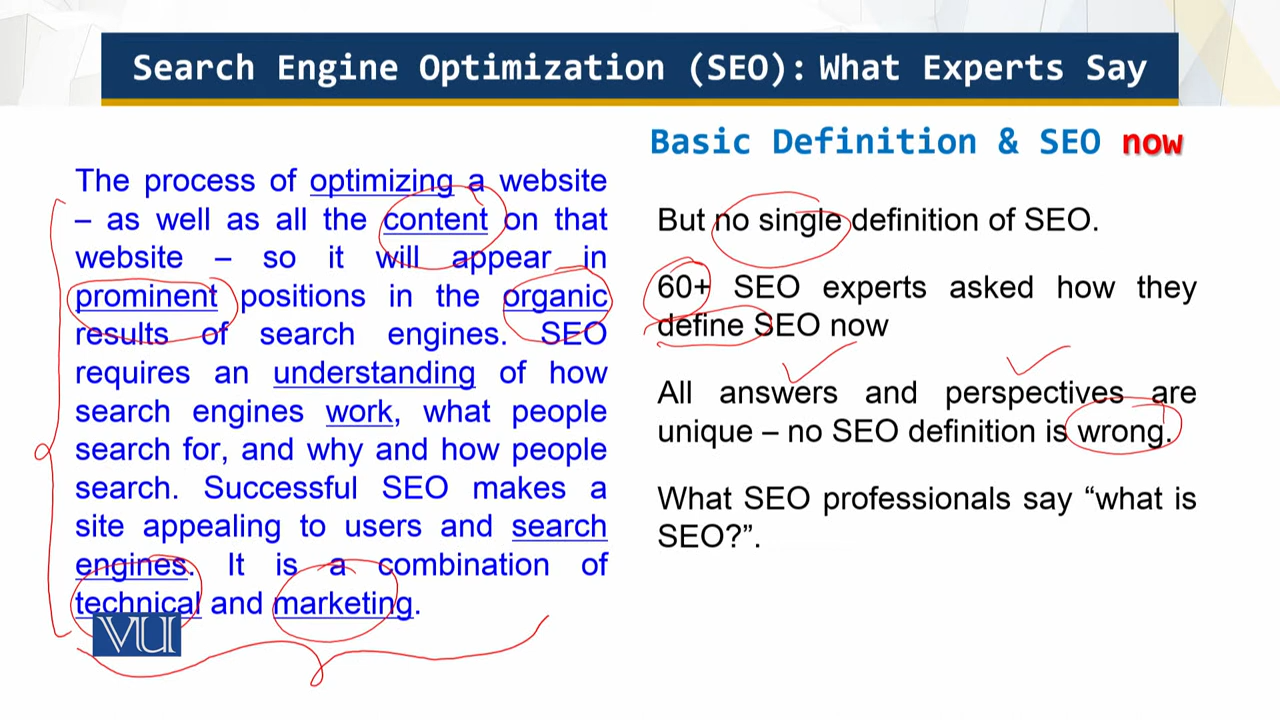 Search Engine Optimization (SEO): What Experts Say
The process of optimizing a website
– as well as all the content on that
website – so it will appear in
prominent positions in the organic
results of search engines. SEO
requires an understanding of how
search engines work, what people
search for, and why and how people
search. Successful SEO makes a
site appealing to users and search
engines. It is a combination of
technical and marketing.
VU
Basic Definition & SEO now
But no single definition of SEO.
60+ SEO experts asked how they
define SEO now
All answers and perspectives are
unique – no SEO definition is wrong.
What SEO professionals say “what is
SEO?”.